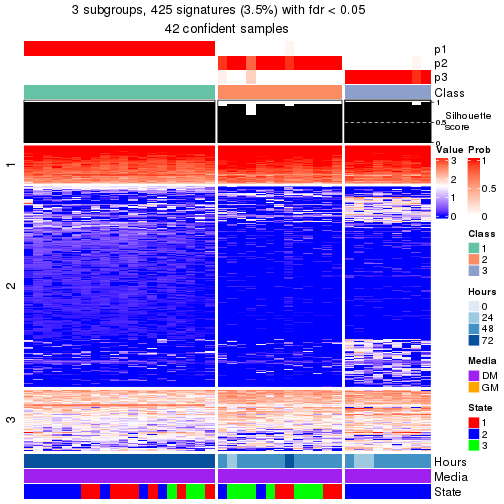 3 subgroups, 425 signatures (3.5%) with fdr < 0.05
42 confident samples
p1
p2
p3
Class
1
0.5
0
Silhouette
score
1
2
3
Hours
Media
State
Value
3
2
1
0
Prob
1
0.5
0
Class
1
2
3
Hours
0
24
48
72
Media
DM
GM
State
1
2
3